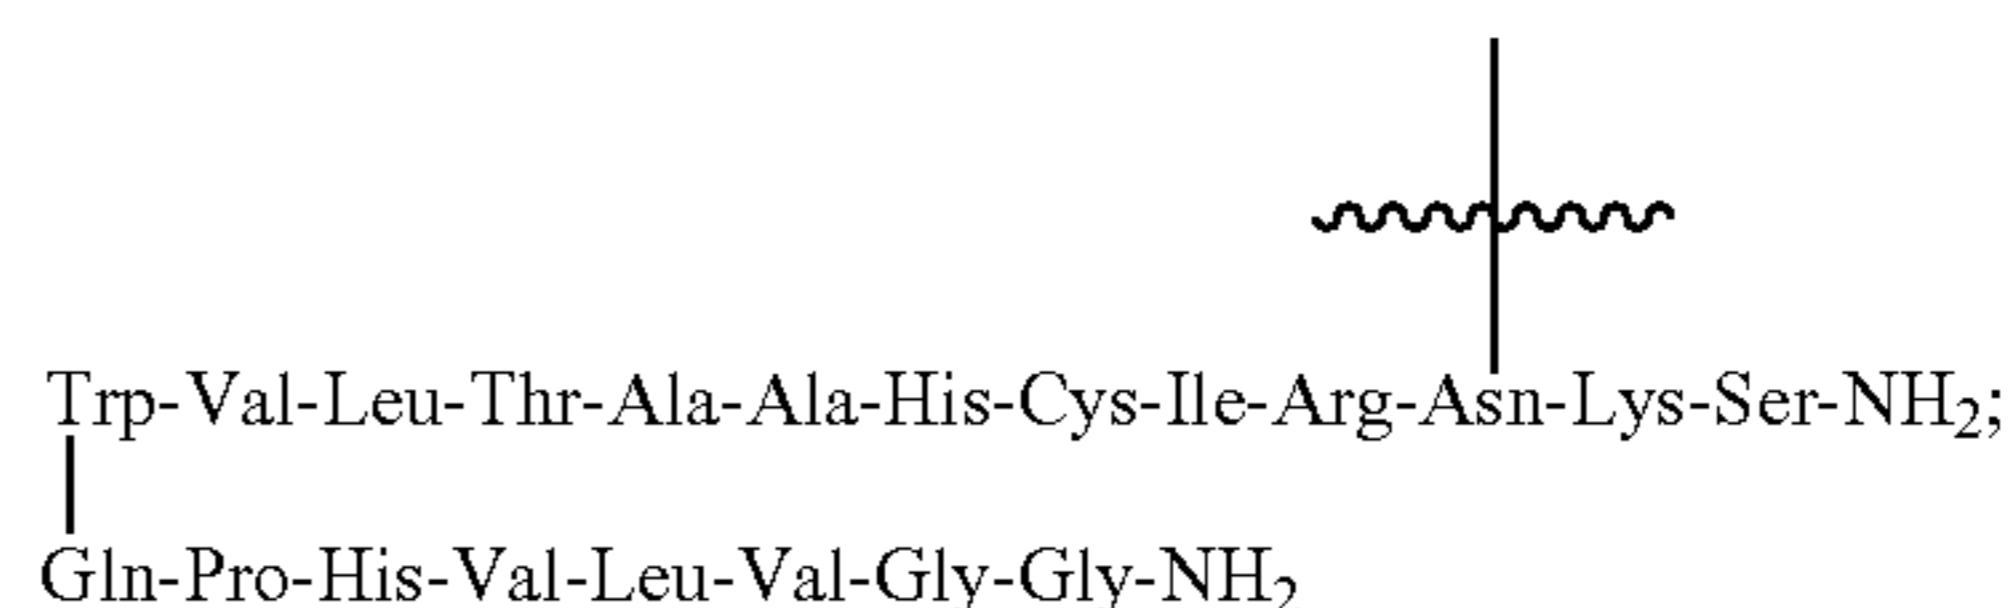 Trp-Val-Leu-Thr-Ala-Ala-His-Cys-Ile-Arg-Asn-Lys-Ser-NH₂;
Gln-Pro-His-Val-Leu-Val-Gly-Gly-NH₂